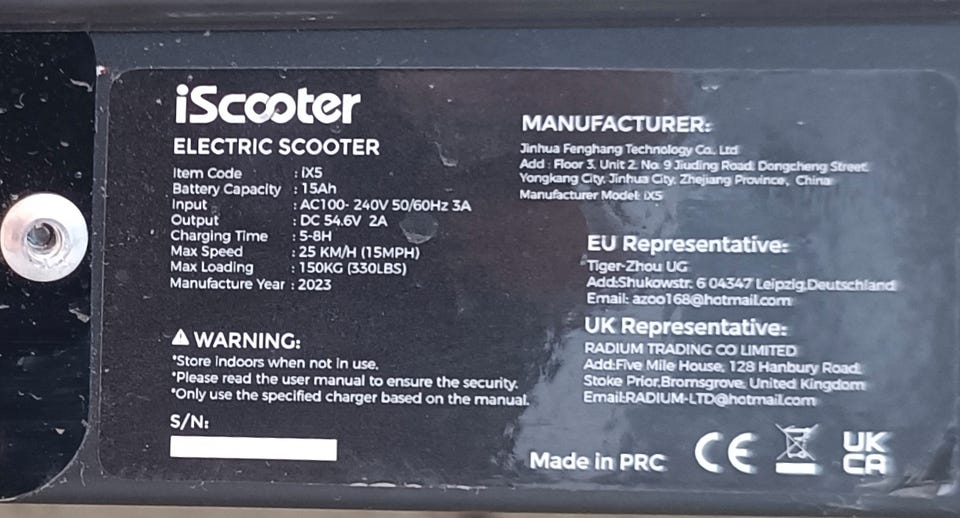 iScooter
ELECTRIC SCOOTER
Item Code : iX5
Battery Capacity : 15Ah
Input : AC100- 240V 50/60Hz 3A
Output : DC 54.6V 2A
Charging Time : 5-8H
Max Speed : 25 KM/H (15MPH)
Max Loading : 150KG (330LBS)
Manufacture Year : 2023
WARNING:
*Store indoors when not in use.
*Please read the user manual to ensure the security.
*Only use the specified charger based on the manual.
S/N:
MANUFACTURER:
Jinhua Fenghang Technology Co., Ltd
Add : Floor 3, Unit 2, No. 9 Jiuding Road, Dongcheng Street,
Yongkang City, Jinhua City, Zhejiang Province, China
Manufacturer Model: iX5
EU Representative:
Tiger-Zhou UG
Add:Shukowstr. 6 04347 Leipzig,Deutschland
Email: azoo168@hotmail.com
UK Representative:
RADIUM TRADING CO LIMITED
Add:Five Mile House, 128 Hanbury Road,
Stoke Prior,Bromsgrove, United Kingdom
Email:RADIUM-LTD@hotmail.com
Made in PRC
CE
UK
CA